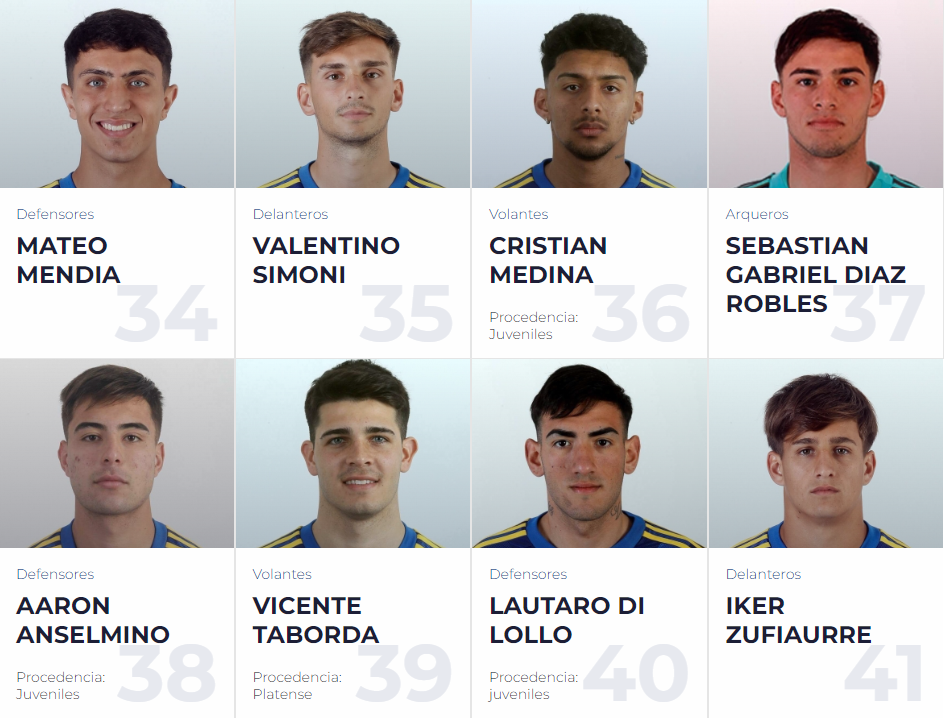 Defensores
MATEO
MENDIA
34
Delanteros
VALENTINO
SIMONI
35
Volantes
CRISTIAN
MEDINA
Procedencia:
Juveniles
36
Arqueros
SEBASTIAN
GABRIEL DIAZ
ROBLES
37
Defensores
AARON
ANSELMINO
Procedencia:
Juveniles
38
Volantes
VICENTE
TABORDA
Procedencia:
Platense
39
Defensores
LAUTARO DI
LOLLO
Procedencia:
juveniles
40
Delanteros
IKER
ZUFIAURRE
41